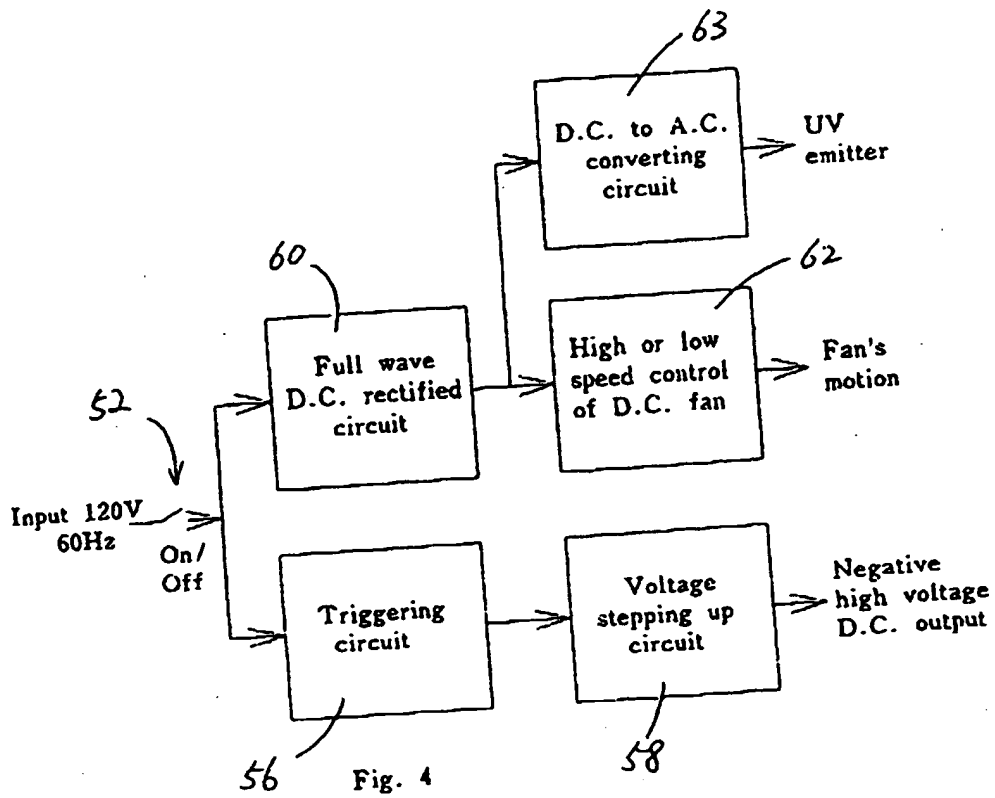 63
D.C. to A.C.
converting
circuit
UV
emitter
60
62
Full wave
D.C. rectified
circuit
High or low
speed control
of D.C. fan
Fan's
motion
52
Input 120V
60Hz
On/
Off
Triggering
circuit
Voltage
stepping up
circuit
Negative
high voltage
D.C. output
56
58
Fig. 4